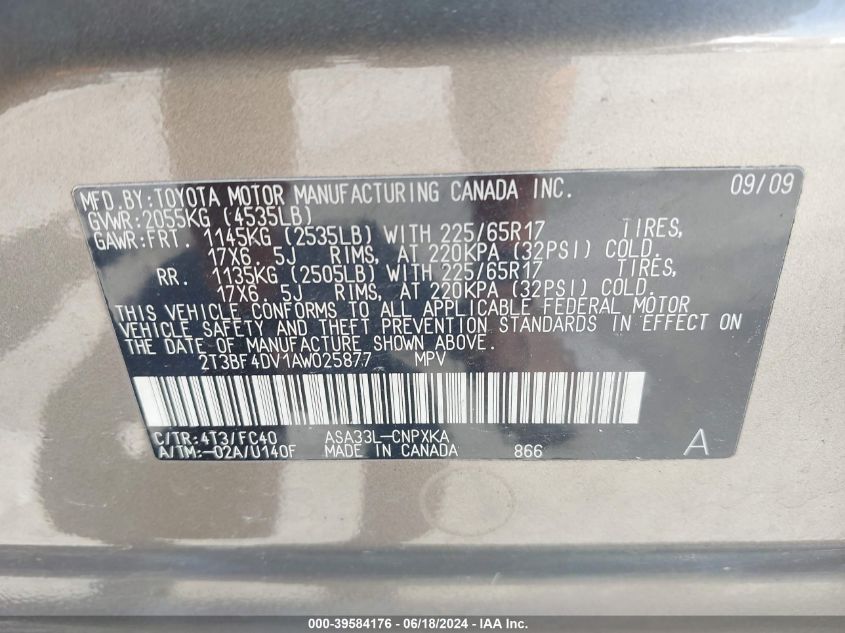 MFD.BY:TOYOTA MOTOR MANUFACTURING CANADA INC. 09/09
GVWR:2055KG (4535LB)
GAWR:FRT. 1145KG (2535LB) WITH 225/65R17 TIRES,
17X6. 5J RIMS, AT 220KPA (32PSI) COLD.
RR. 1135KG (2505LB) WITH 225/65R17 TIRES,
17X6. 5J RIMS, AT 220KPA (32PSI) COLD.
THIS VEHICLE CONFORMS TO ALL APPLICABLE FEDERAL MOTOR
VEHICLE SAFETY AND THEFT PREVENTION STANDARDS IN EFFECT ON
THE DATE OF MANUFACTURE SHOWN ABOVE.
2T3BF4DV1AW025877 MPV
C/TR:4T3/FC40 ASA33L-CNPXKA
A/TM:-02A/U140F MADE IN CANADA 866 A
000-39584176 - 06/18/2024 - IAA Inc.